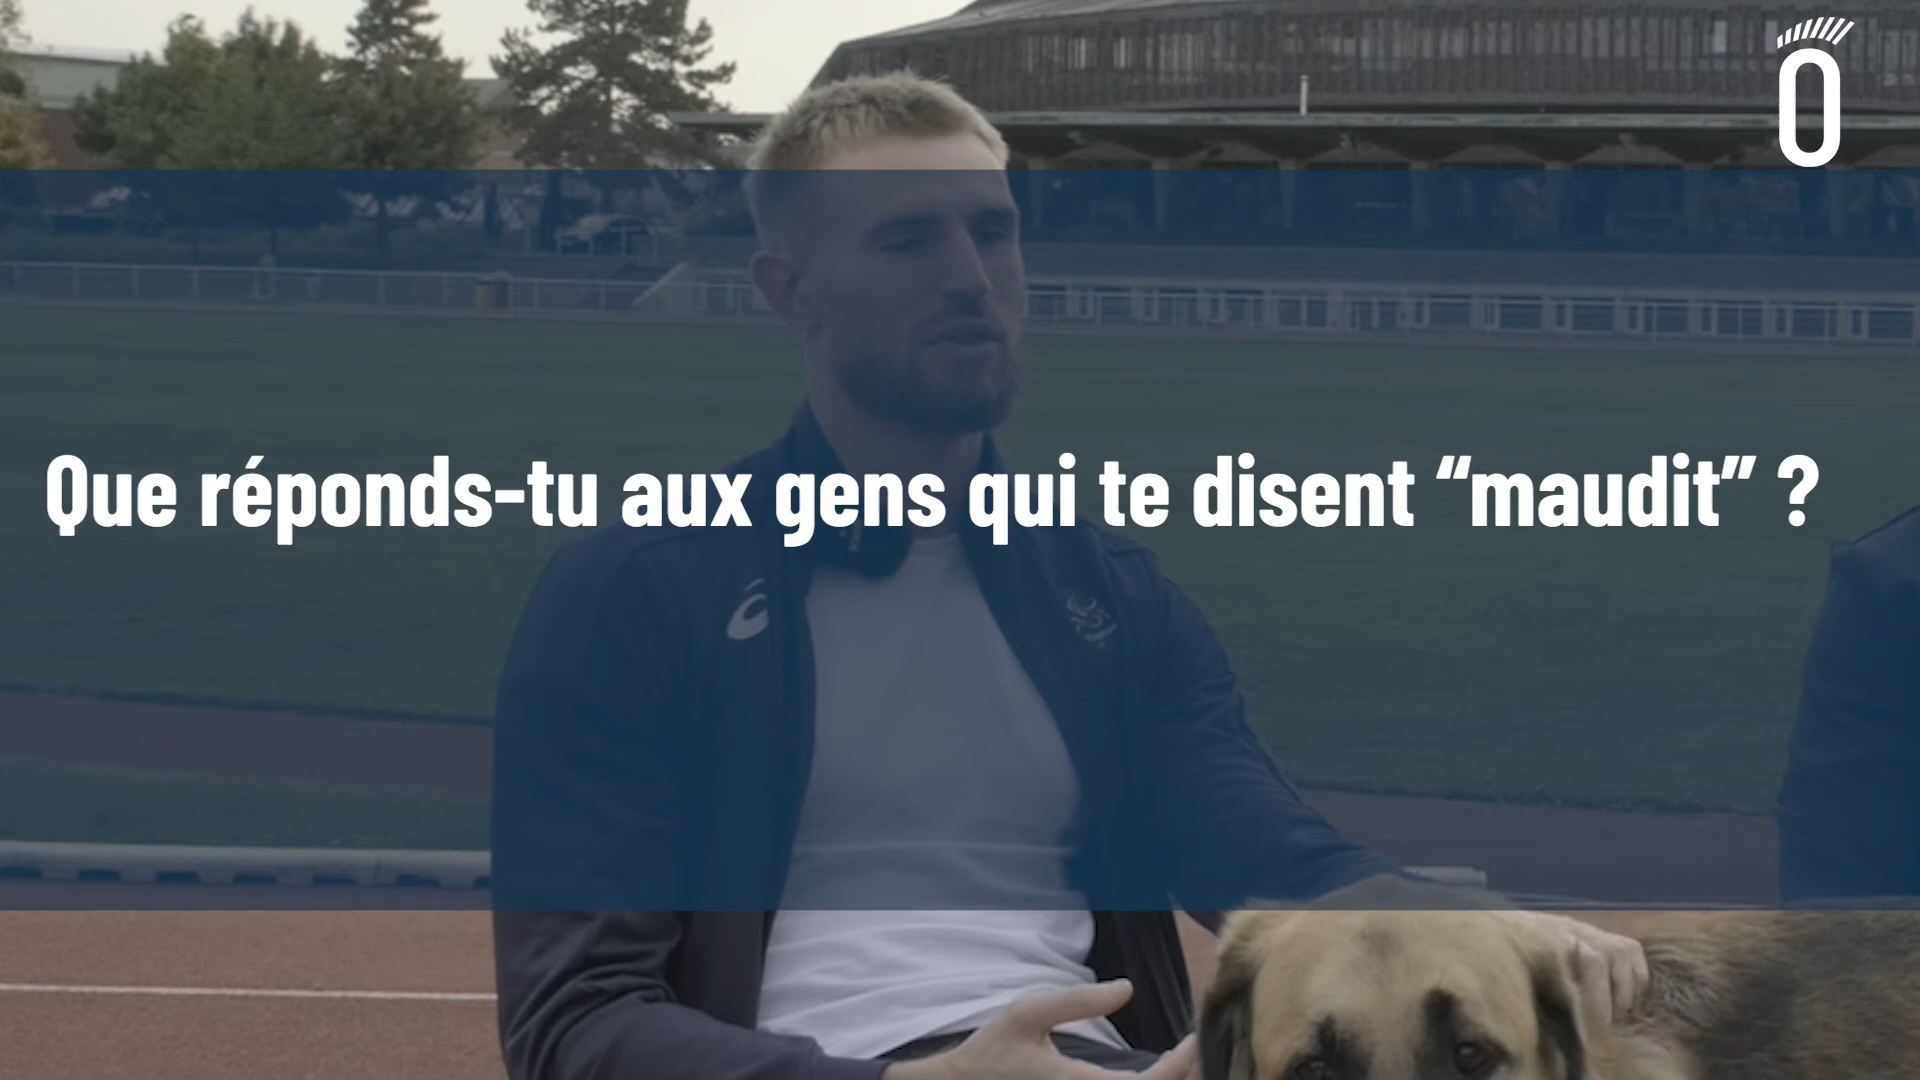 Que réponds-tu aux gens qui te disent “maudit” ?